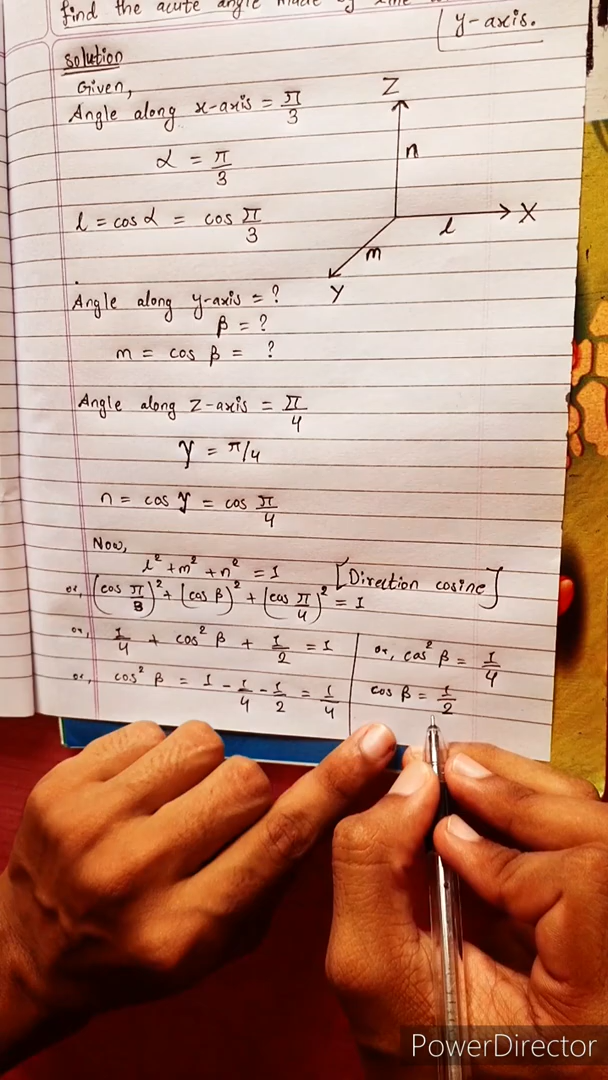 find the acute angle made by line
y-axis.
Solution
Given,
Angle along x-axis = π/3
α = π/3
l = cos α = cos π/3
Z
n
X
l
m
Y
Angle along y-axis = ?
β = ?
m = cos β = ?
Angle along Z-axis = π/4
γ = π/4
n = cos γ = cos π/4
Now,
l² + m² + n² = 1 [Direction cosine]
or, (cos π/3)² + (cos β)² + (cos π/4)² = 1
or, 1/4 + cos² β + 1/2 = 1
or, cos² β = 1 - 1/4 - 1/2 = 1/4
or, cos² β = 1/4
cos β = 1/2
PowerDirector